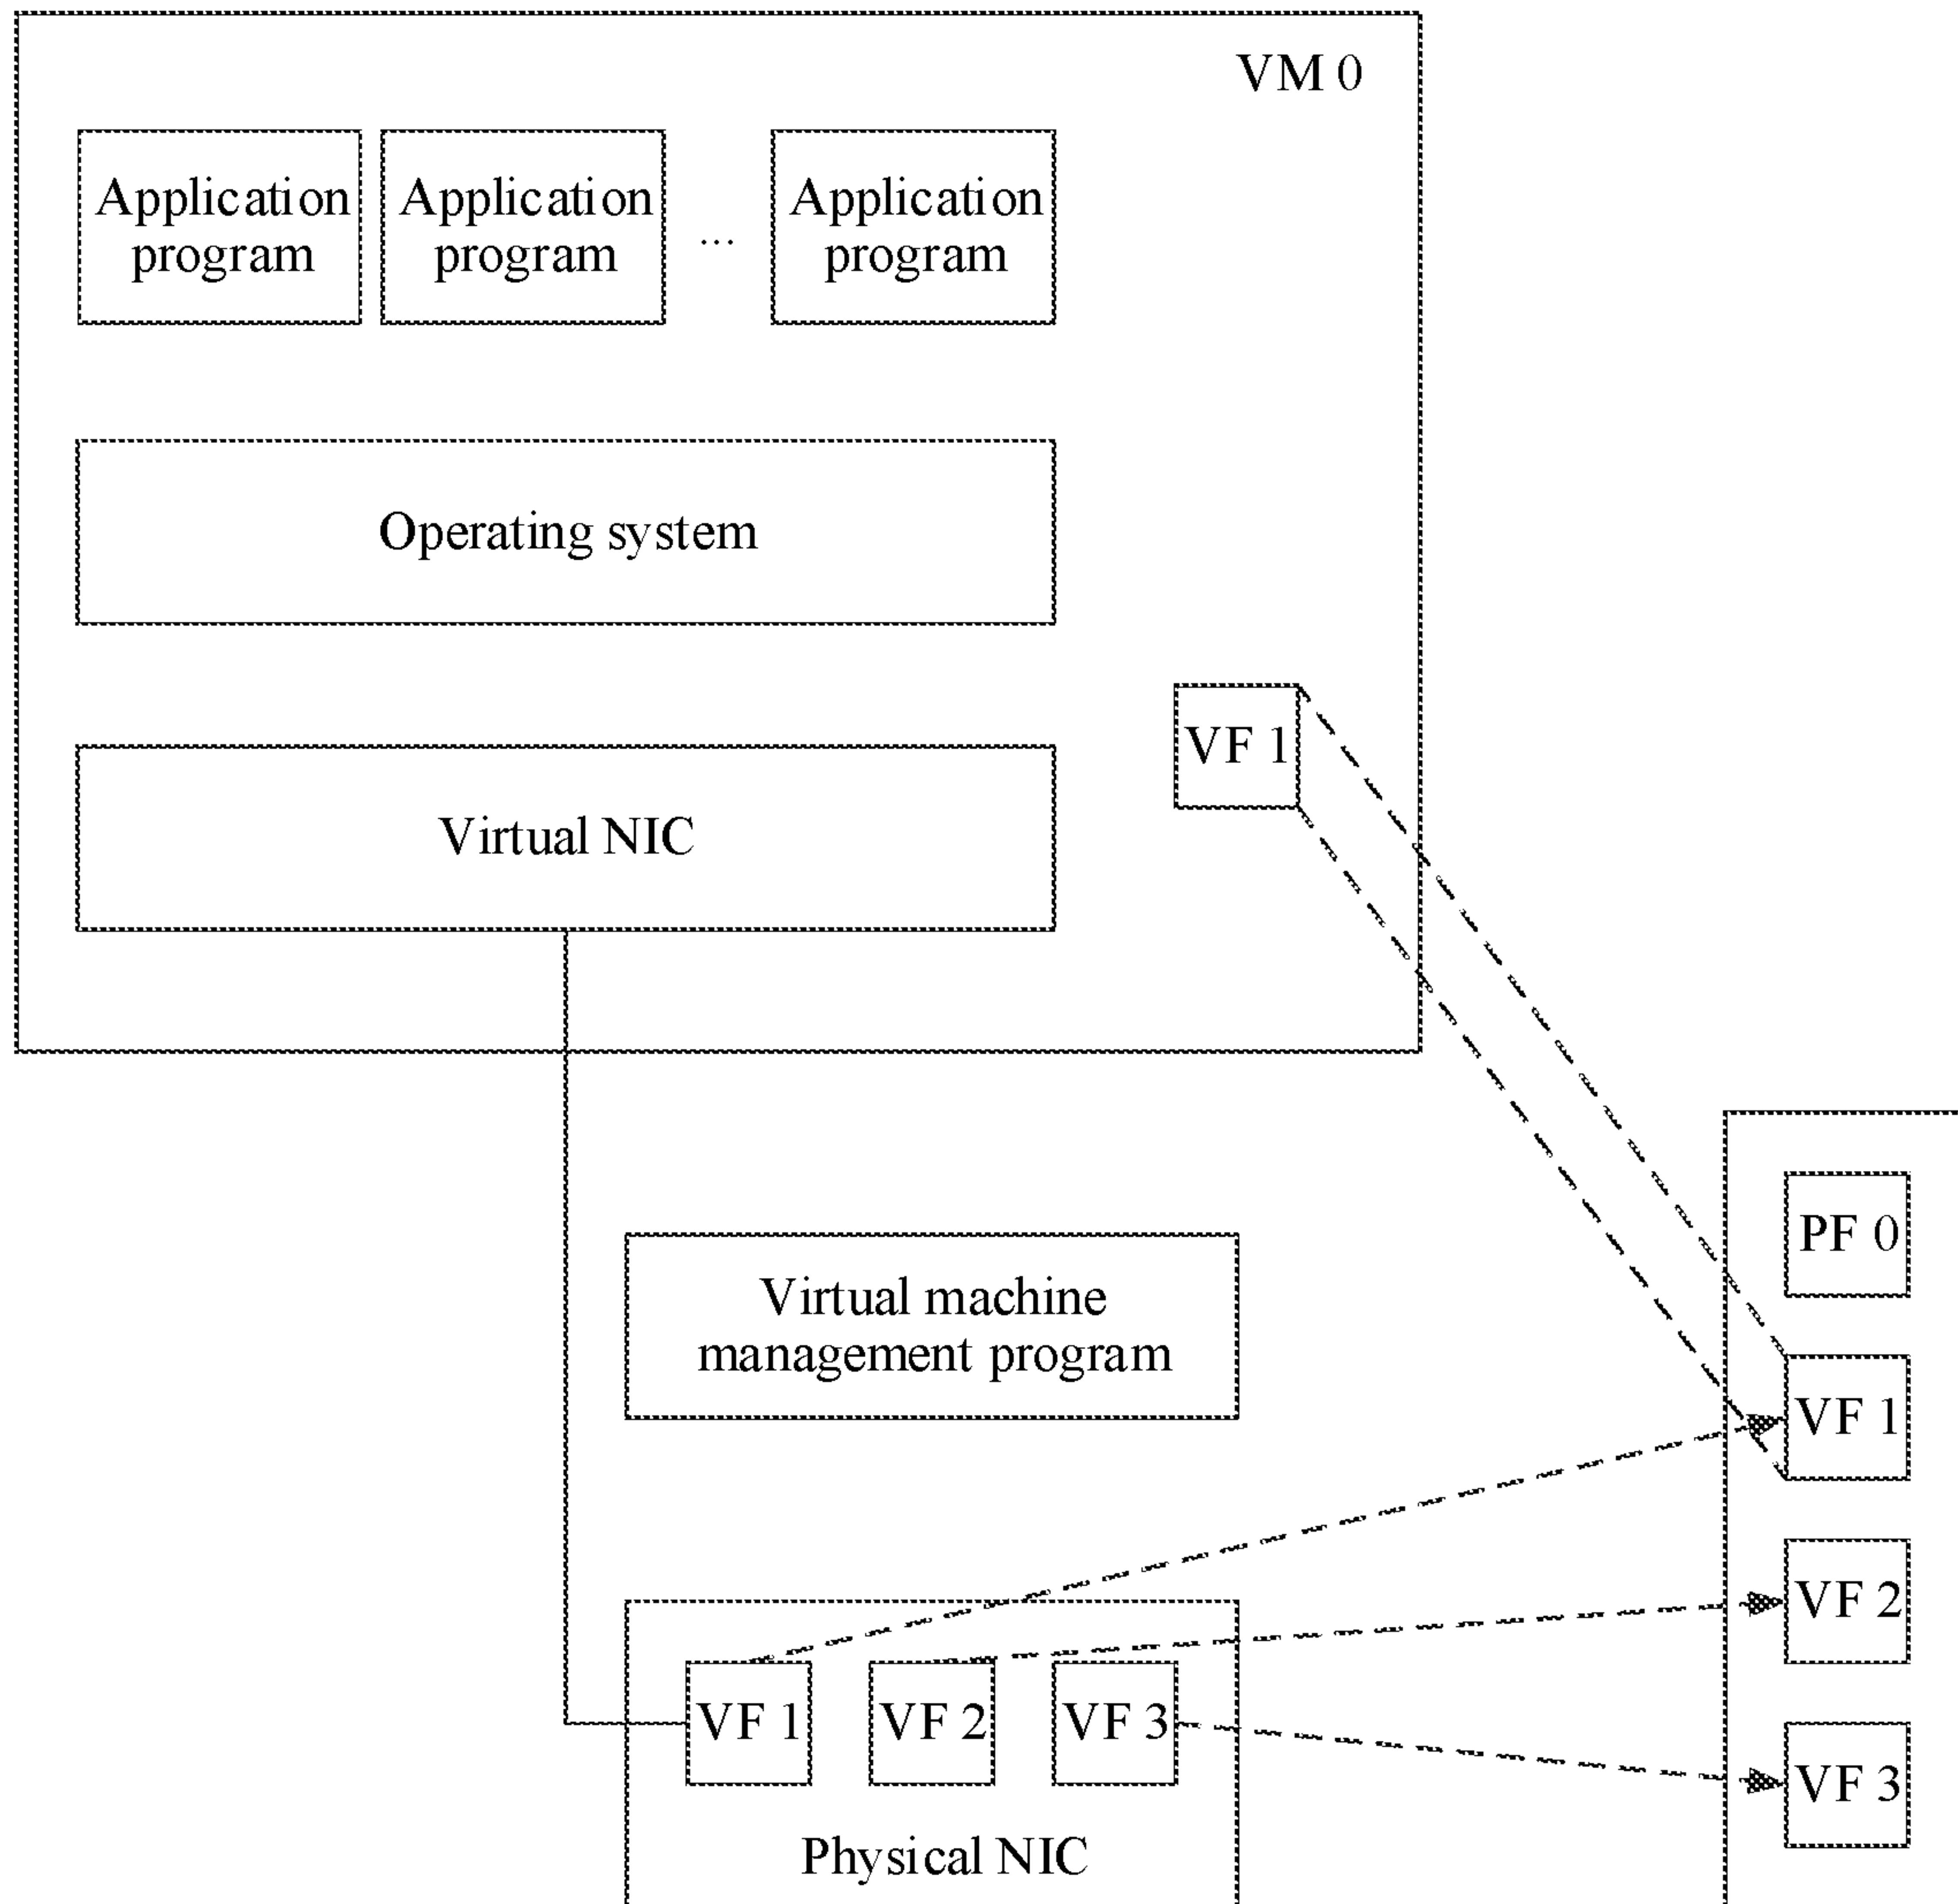 VM 0
Application
program
Application
program
...
Application
program
Operating system
VF 1
Virtual NIC
PF 0
Virtual machine
management program
VF 1
VF 2
VF 1
VF 2
VF 3
VF 3
Physical NIC